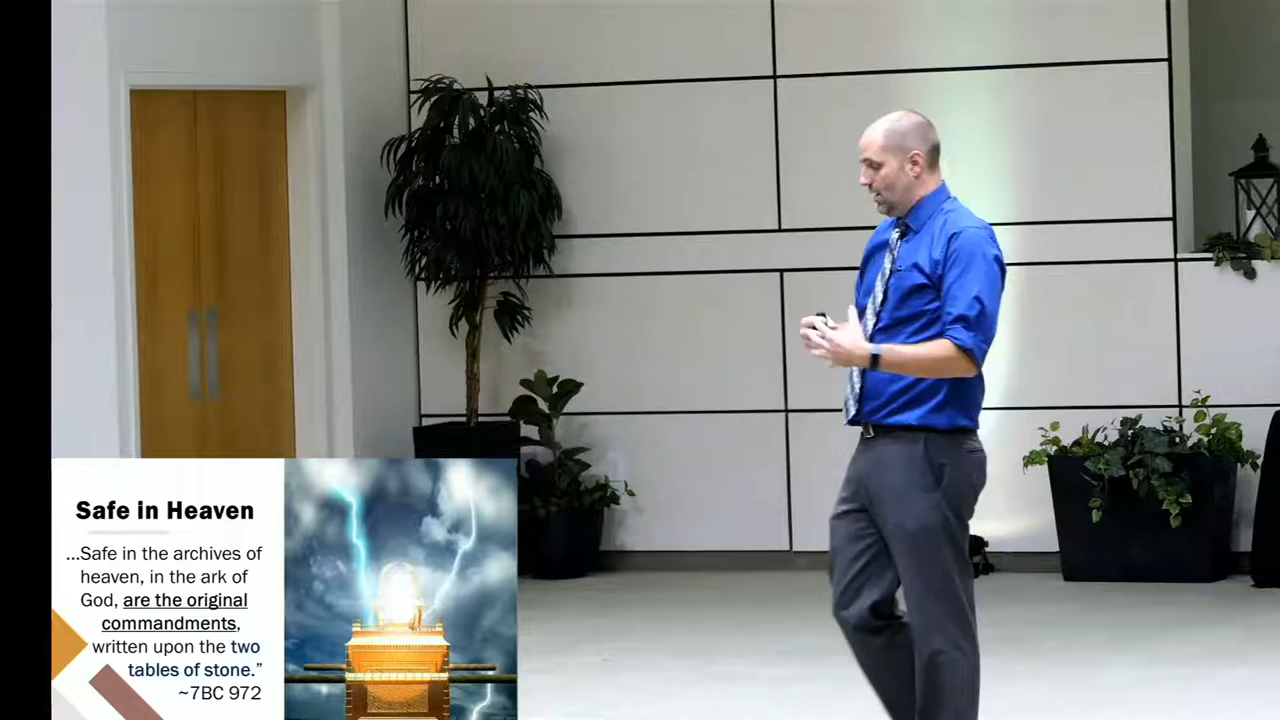 Safe in Heaven
...Safe in the archives of
heaven, in the ark of
God, are the original
commandments,
written upon the two
tables of stone.”
~7BC 972